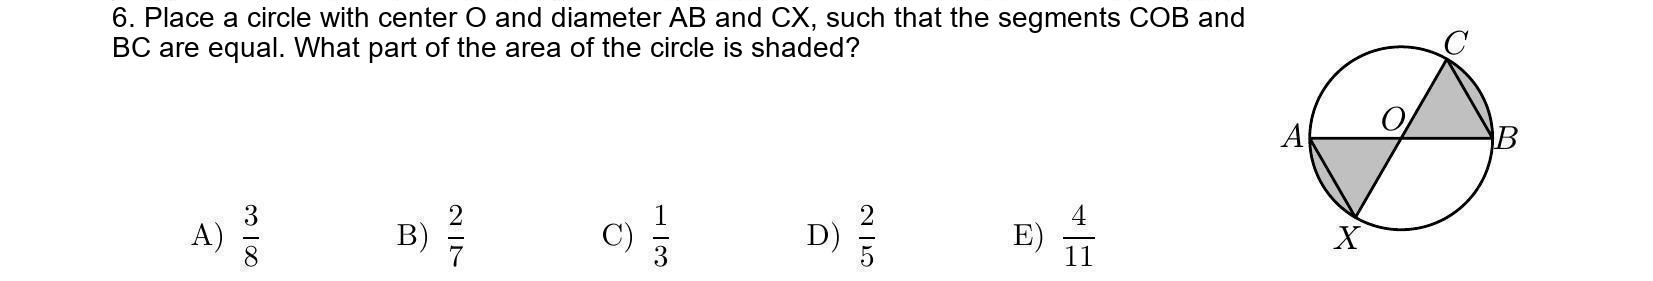 6. Place a circle with center O and diameter AB and CX, such that the segments COB and
BC are equal. What part of the area of the circle is shaded?
C
O
A
B
X
A) 3/8 B) 2/7 C) 1/3 D) 2/5 E) 4/11